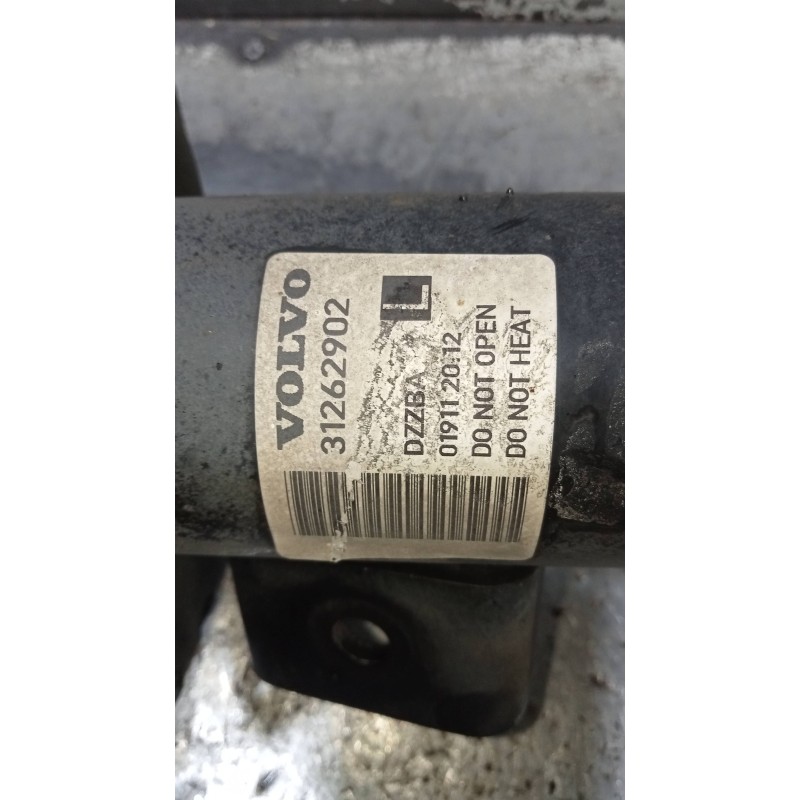 VOLVO
31262902
L
DZZBA
01911 20:12
DO NOT OPEN
DO NOT HEAT